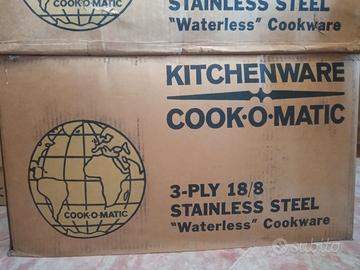 COOK-O-MATIC
STAINLESS STEEL
"Waterless" Cookware
KITCHENWARE
COOK·O·MATIC
COOK-O-MATIC
3-PLY 18/8
STAINLESS STEEL
"Waterless" Cookware
subito